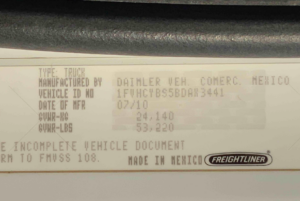 TYPE: TRUCK
MANUFACTURED BY DAIMLER VEH. COMERC. MEXICO
VEHICLE ID NO
DATE OF MFR 07/10
GVWR-KG 24.140
GVWR-LBS 53.220
E INCOMPLETE VEHICLE DOCUMENT
RM TO FMVSS 108. MADE IN MEXICO FREIGHTLINER